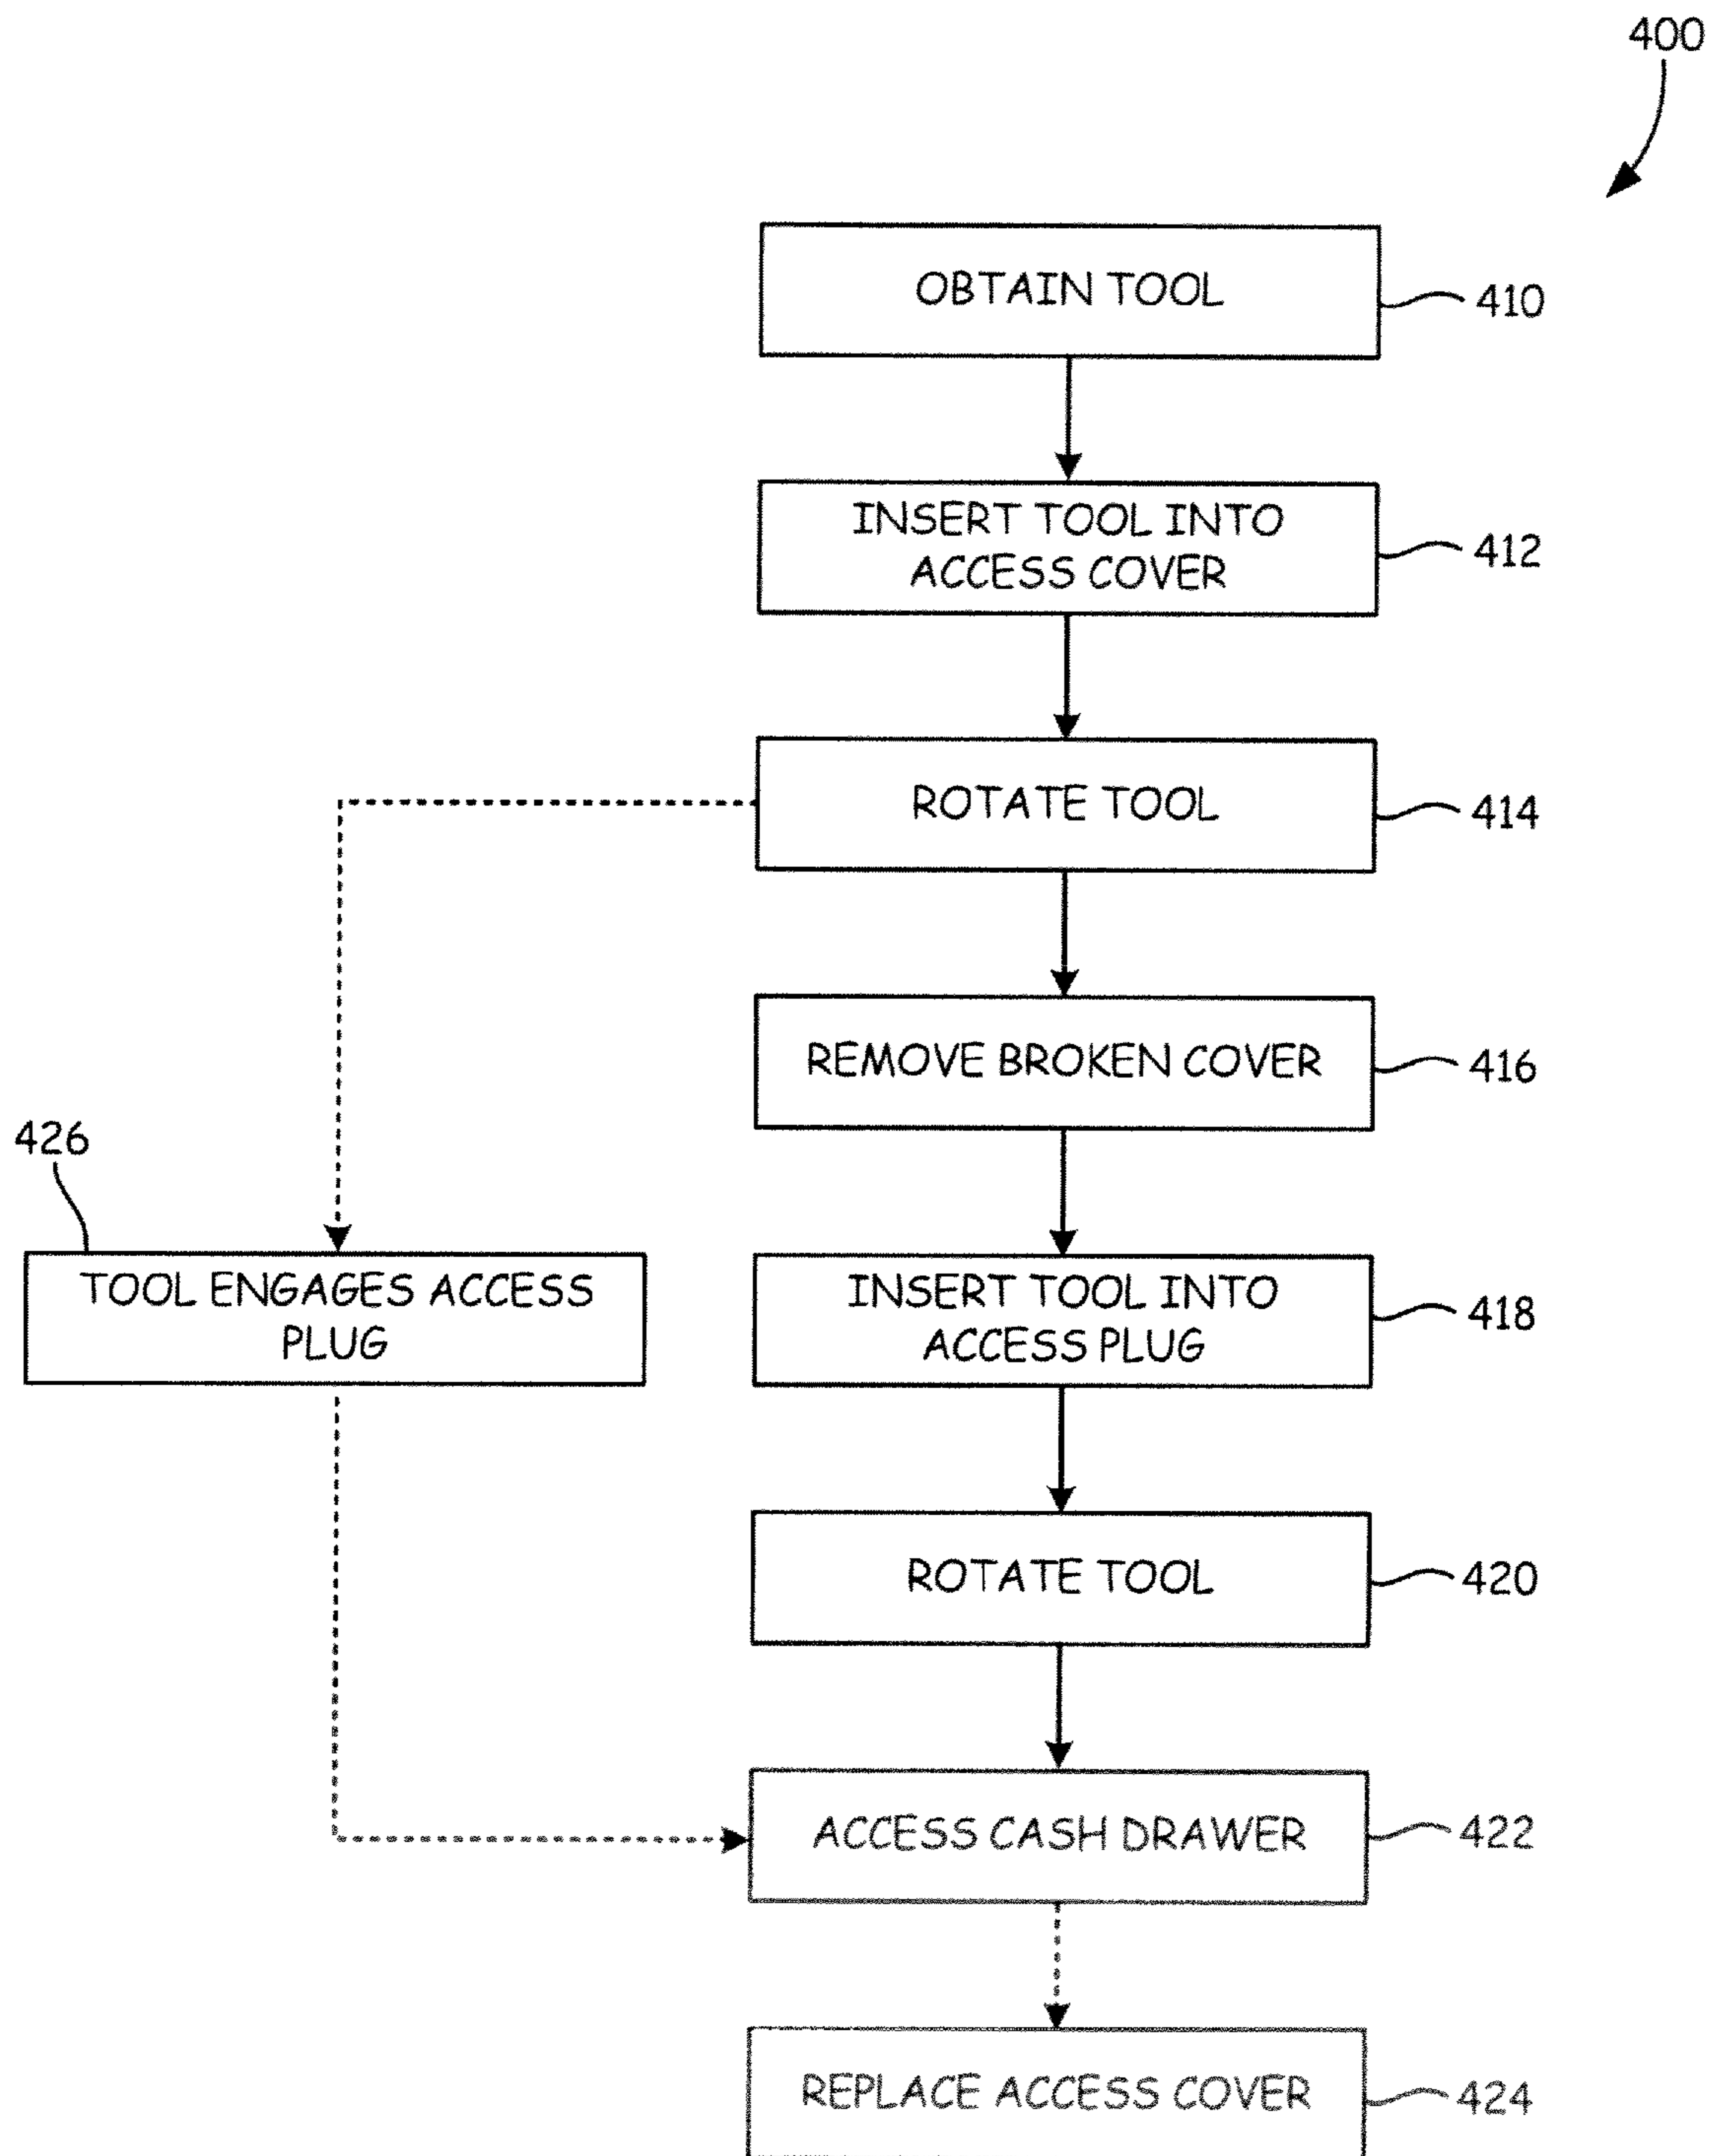 400
OBTAIN TOOL
410
INSERT TOOL INTO
ACCESS COVER
412
ROTATE TOOL
414
REMOVE BROKEN COVER
416
426
TOOL ENGAGES ACCESS
PLUG
INSERT TOOL INTO
ACCESS PLUG
418
ROTATE TOOL
420
ACCESS CASH DRAWER
422
REPLACE ACCESS COVER
424